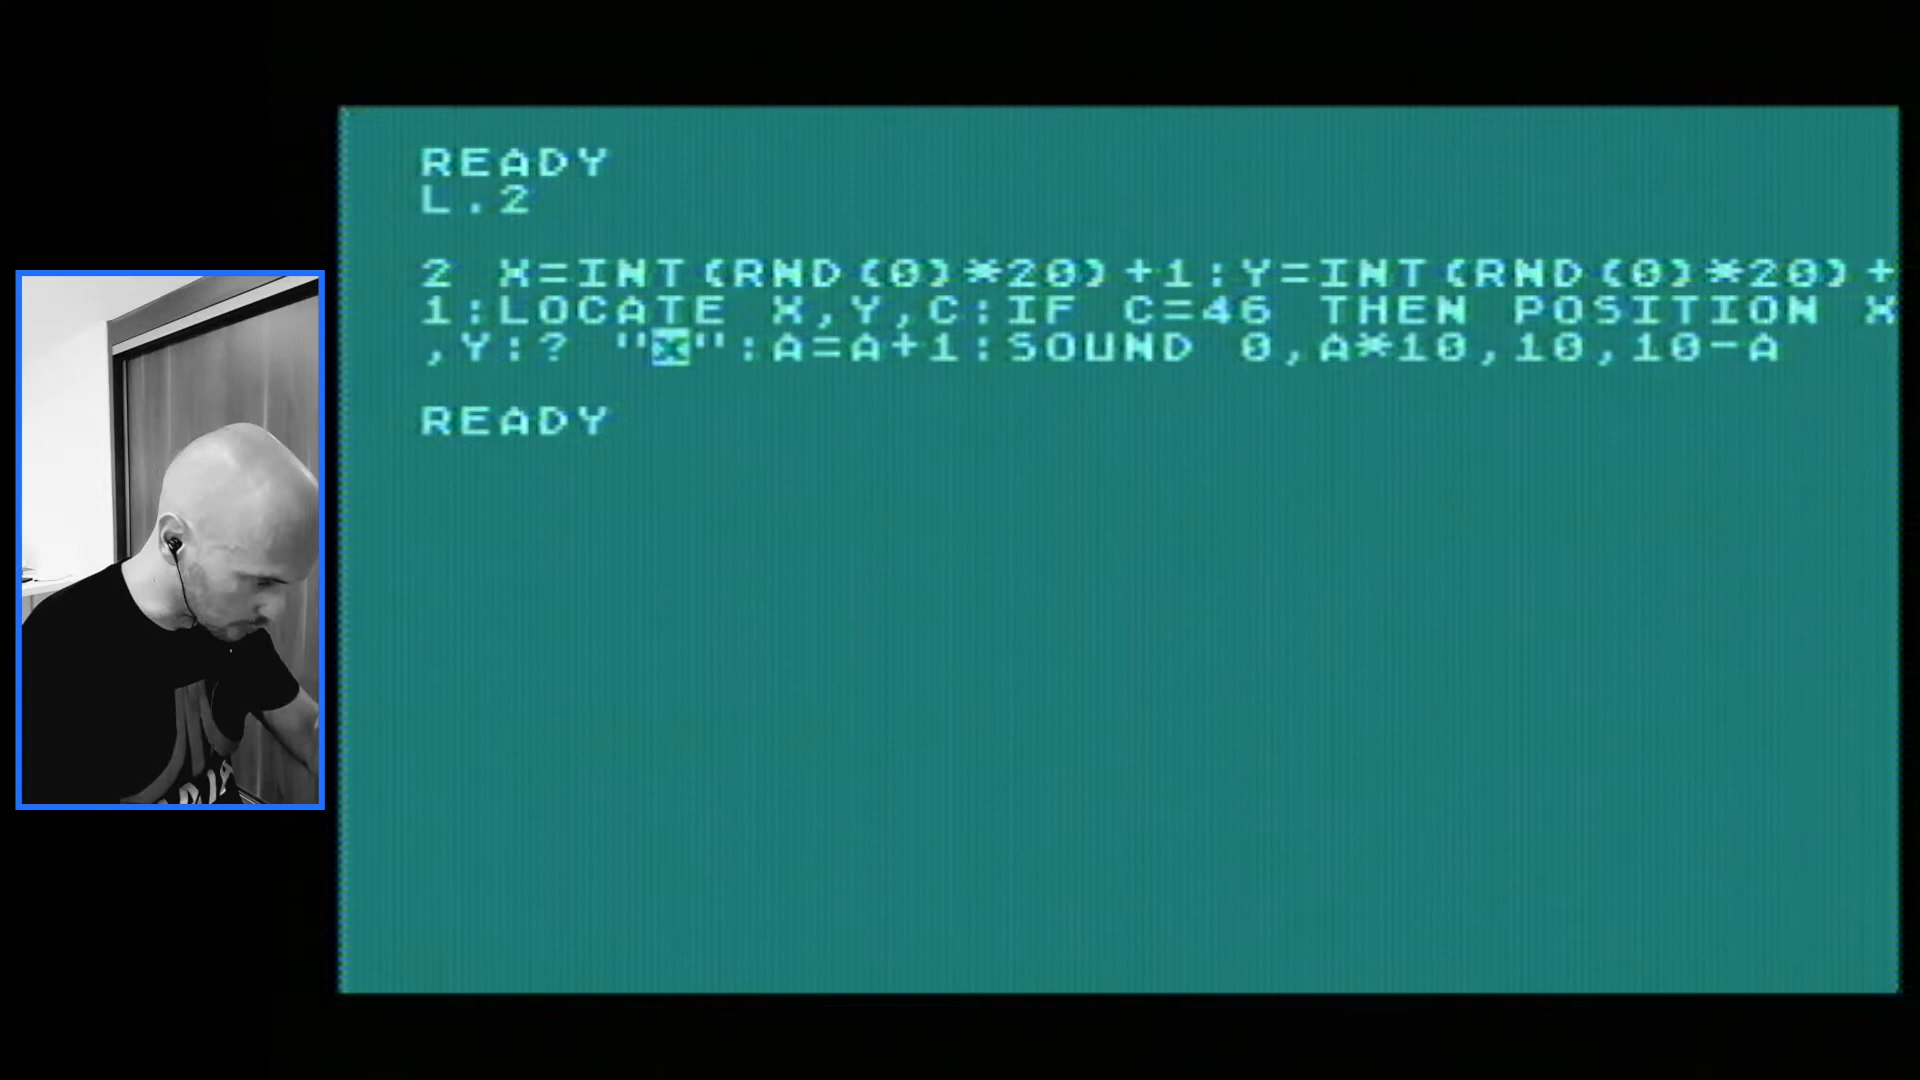 READY
L.2
2 X=INT(RND(0)*20)+1:Y=INT(RND(0)*20)+
1:LOCATE X,Y,C:IF C=46 THEN POSITION X
,Y:? "X":A=A+1:SOUND 0,A*10,10,10-A
READY